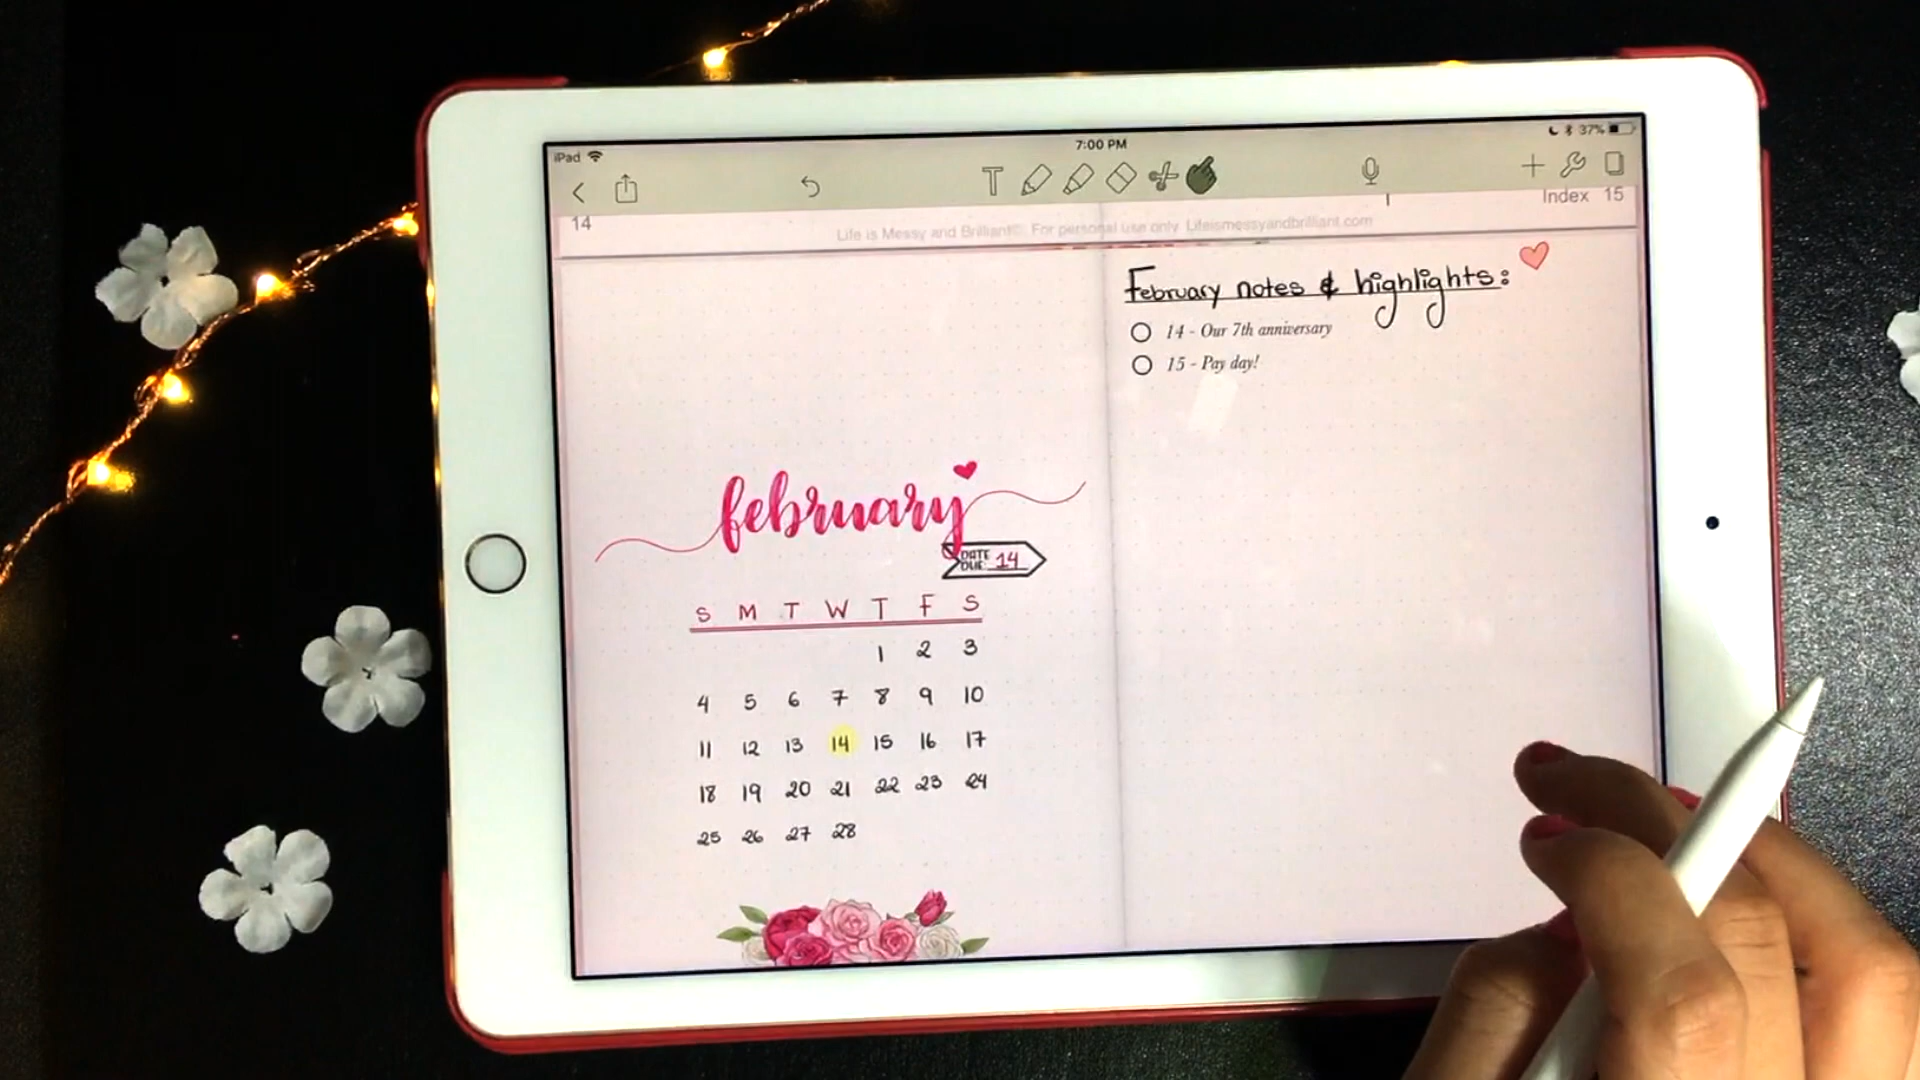 iPad
7:00 PM
37%
T
14
Index 15
Life is Messy and Brilliant©. For personal use only. Lifeismessyandbrilliant.com
february
DATE DUE: 14
S M T W T F S
1 2 3
4 5 6 7 8 9 10
11 12 13 14 15 16 17
18 19 20 21 22 23 24
25 26 27 28
February notes & highlights:
14 - Our 7th anniversary
15 - Pay day!